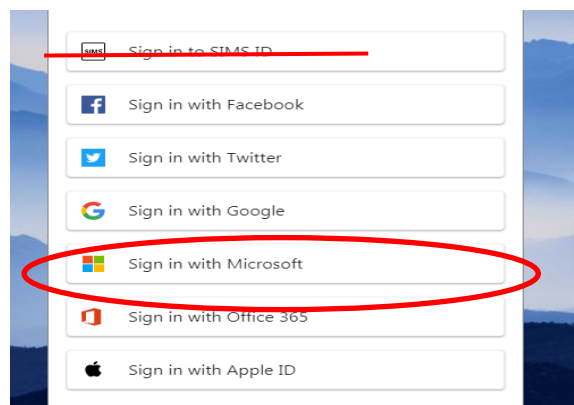 SIMS Sign in to SIMS ID
Sign in with Facebook
Sign in with Twitter
Sign in with Google
Sign in with Microsoft
Sign in with Office 365
Sign in with Apple ID